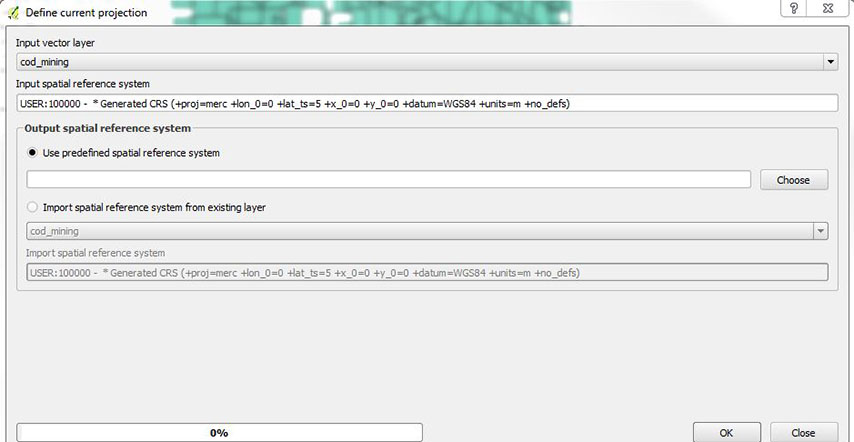 Define current projection
Input vector layer
cod_mining
Input spatial reference system
USER:100000 - * Generated CRS (+proj=merc +lon_0=0 +lat_ts=5 +x_0=0 +y_0=0 +datum=WGS84 +units=m +no_defs)
Output spatial reference system
Use predefined spatial reference system
Choose
Import spatial reference system from existing layer
cod_mining
Import spatial reference system
USER:100000 - * Generated CRS (+proj=merc +lon_0=0 +lat_ts=5 +x_0=0 +y_0=0 +datum=WGS84 +units=m +no_defs)
0% OK Close